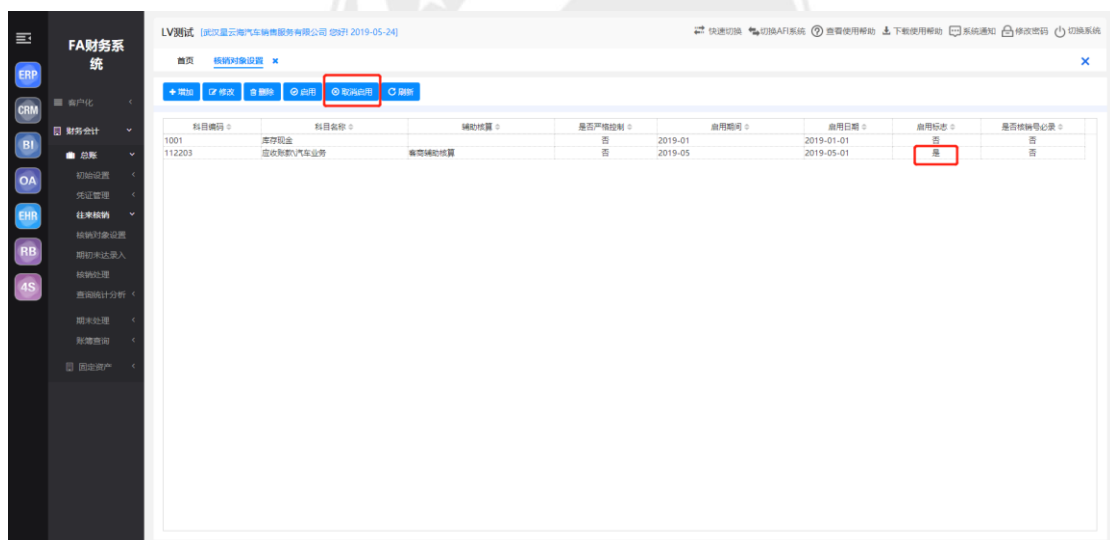 LV测试 [武汉星云海汽车销售服务有限公司 您好! 2019-05-24]
快速切换 切换AR系统 查看使用帮助 下载使用帮助 系统通知 修改密码 切换系统
FA财务系统
首页 核销对象设置 ×
ERP
CRM
BI
OA
EHR
RB
4S
客户化
财务会计
总账
初始设置
凭证管理
往来核销
核销对象设置
期初未达录入
核销处理
查询统计分析
期末处理
账簿查询
固定资产
增加 修改 删除 启用 取消启用 刷新
科目编码 科目名称 辅助核算 是否严格控制 启用期间 启用日期 启用标志 是否核销号必录
1001 库存现金 否 2019-01 2019-01-01 否 否
112203 应收账款\汽车业务 客商辅助核算 否 2019-05 2019-05-01 是 否